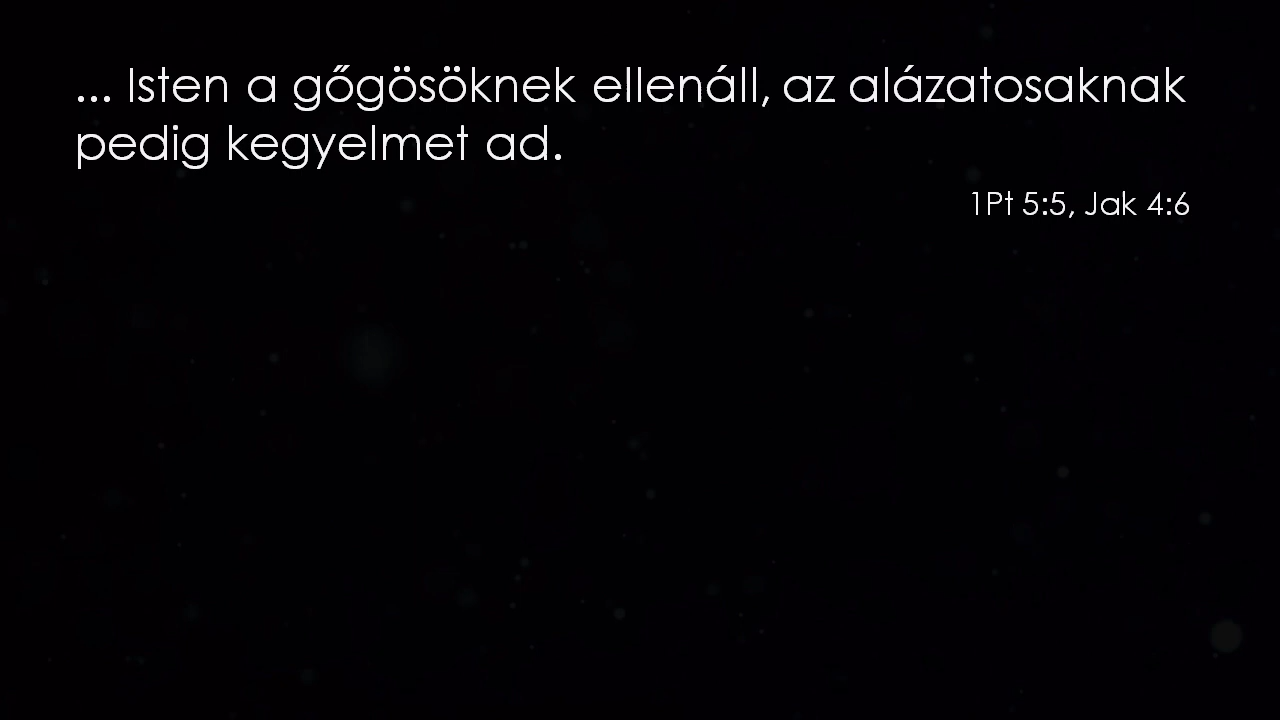 ... Isten a gőgösöknek ellenáll, az alázatosaknak
pedig kegyelmet ad.
1Pt 5:5, Jak 4:6